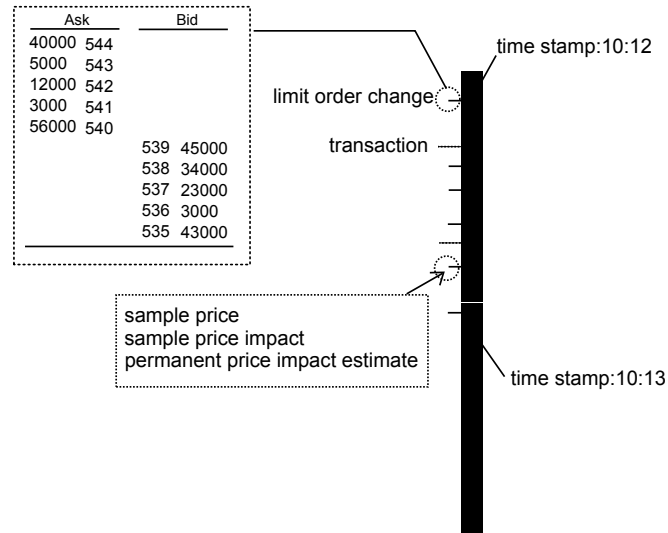 Ask Bid
40000 544
5000 543
12000 542
3000 541
56000 540
539 45000
538 34000
537 23000
536 3000
535 43000
time stamp:10:12
limit order change
transaction
sample price
sample price impact
permanent price impact estimate
time stamp:10:13